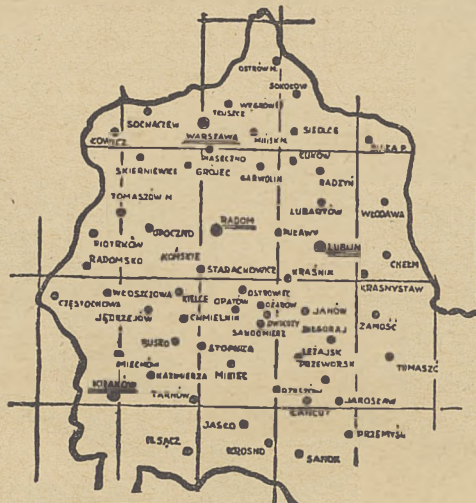 OSTRÓW M.
SOKOŁÓW
TŁUSZCZ
WĘGRÓW
SOCHACZEW
ŁOWICZ
WARSZAWA
MIŃSK M.
SIEDLCE
BIAŁA P.
PIASECZNO
SKIERNIEWICE
GRÓJEC
GARWOLIN
ŁUKÓW
RADZYŃ
TOMASZÓW M.
LUBARTÓW
WŁODAWA
PIOTRKÓW
OPOCZNO
RADOM
PUŁAWY
LUBLIN
RADOMSKO
KOŃSKIE
CHEŁM
STARACHOWICE
KRAŚNIK
KRASNYSTAW
CZĘSTOCHOWA
WŁOSZCZOWA
KIELCE
OPATÓW
OSTROWIEC
OŻARÓW
JANÓW
JĘDRZEJÓW
CHMIELNIK
DWIKOZY
SANDOMIERZ
BIŁGORAJ
ZAMOŚĆ
BUSKO
STOPNICA
LEŻAJSK
MIECHÓW
PRZEWORSK
TOMASZÓ
KAZIMIERZA
MIELEC
KRAKÓW
TARNÓW
RZESZÓW
ŁAŃCUT
JAROSŁAW
JASŁO
PRZEMYŚL
N.SĄCZ
KROSNO
SANOK